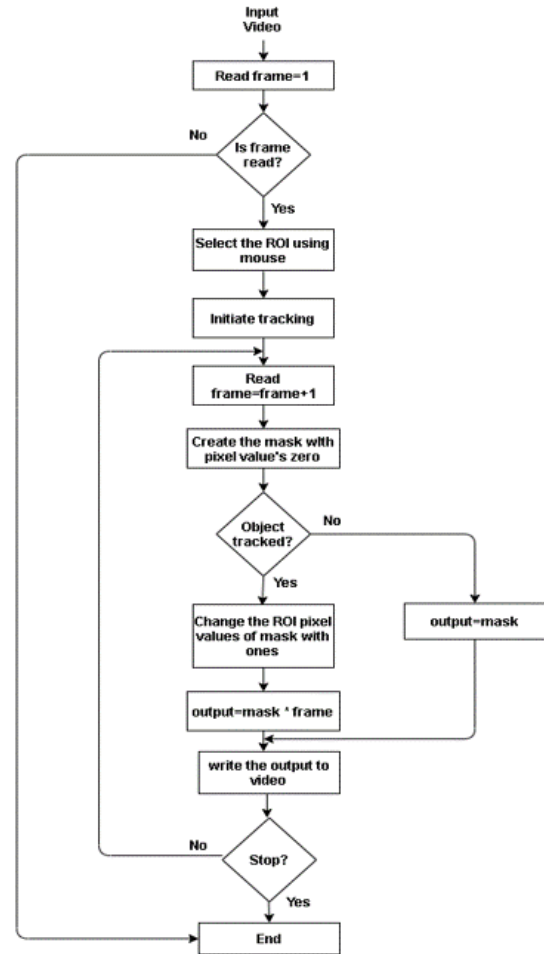 Input
Video
Read frame=1
No
Is frame
read?
Yes
Select the ROI using
mouse
Initiate tracking
Read
frame=frame+1
Create the mask with
pixel value's zero
No
Object
tracked?
Yes
Change the ROI pixel
values of mask with
ones
output=mask
output=mask * frame
write the output to
video
No
Stop?
Yes
End